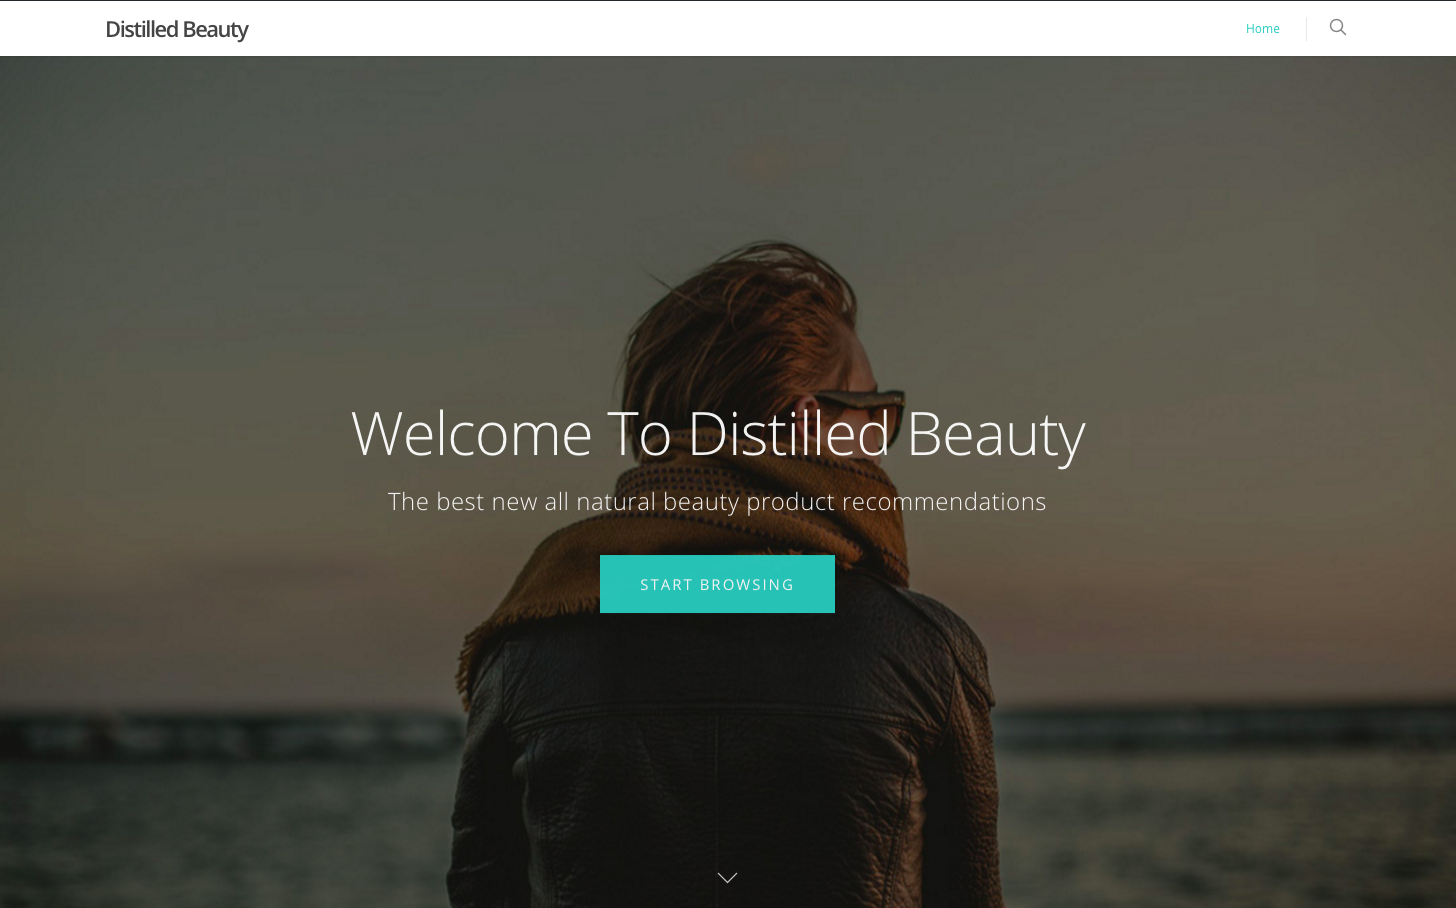 Distilled Beauty
Home
Welcome To Distilled Beauty
The best new all natural beauty product recommendations
START BROWSING